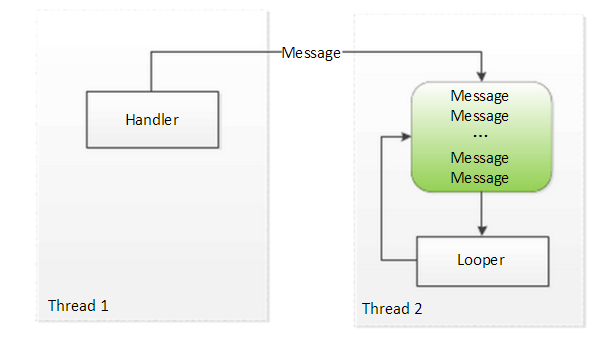 Message
Handler
Message
Message
...
Message
Message
Looper
Thread 1
Thread 2